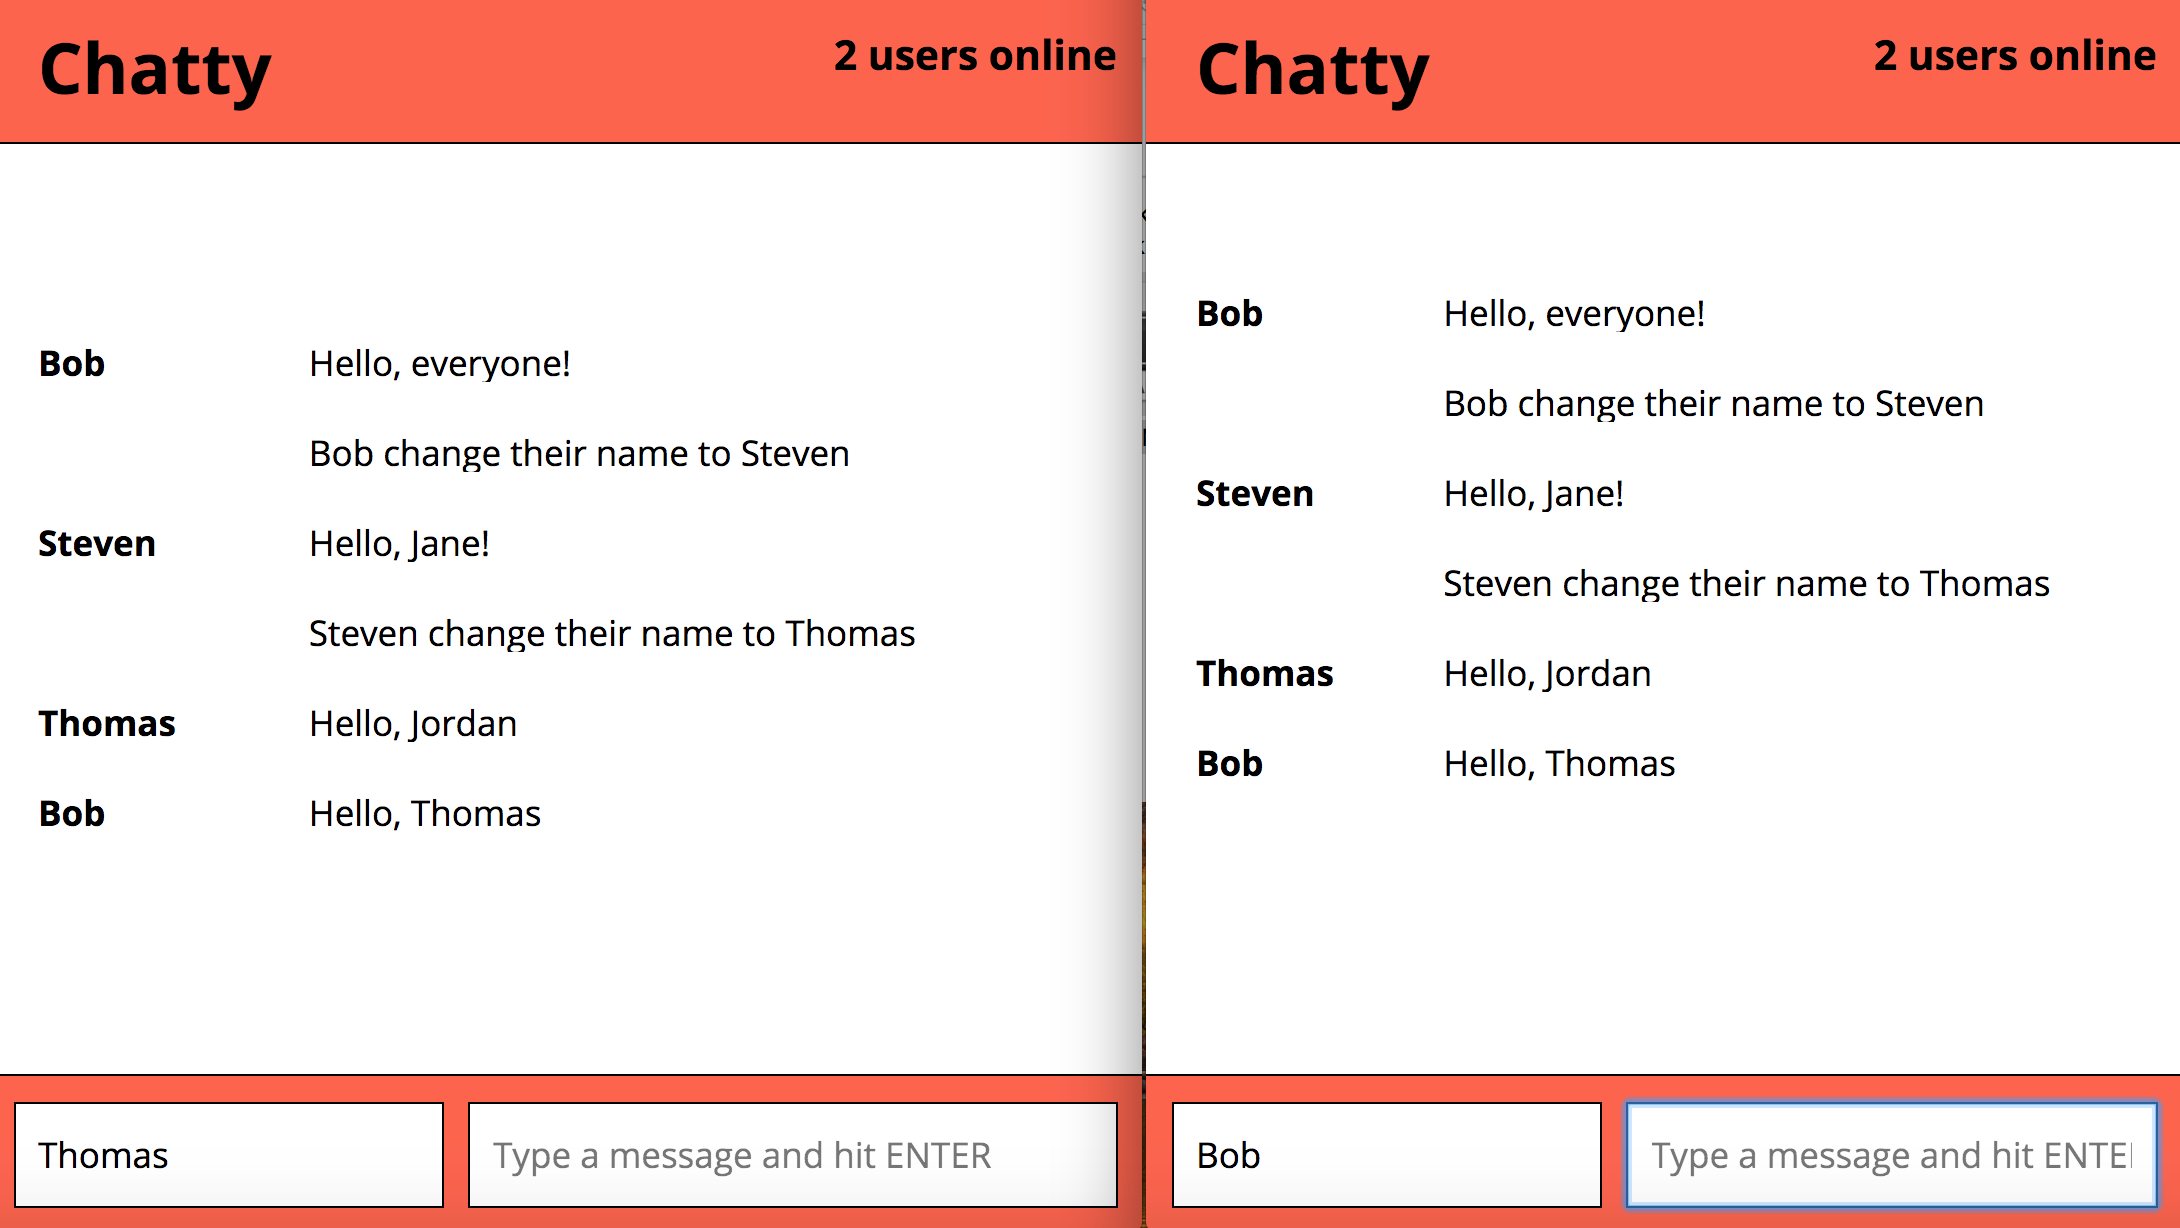 Chatty
2 users online
Bob Hello, everyone!
Bob change their name to Steven
Steven Hello, Jane!
Steven change their name to Thomas
Thomas Hello, Jordan
Bob Hello, Thomas
Thomas
Type a message and hit ENTER
Chatty
2 users online
Bob Hello, everyone!
Bob change their name to Steven
Steven Hello, Jane!
Steven change their name to Thomas
Thomas Hello, Jordan
Bob Hello, Thomas
Bob
Type a message and hit ENTE